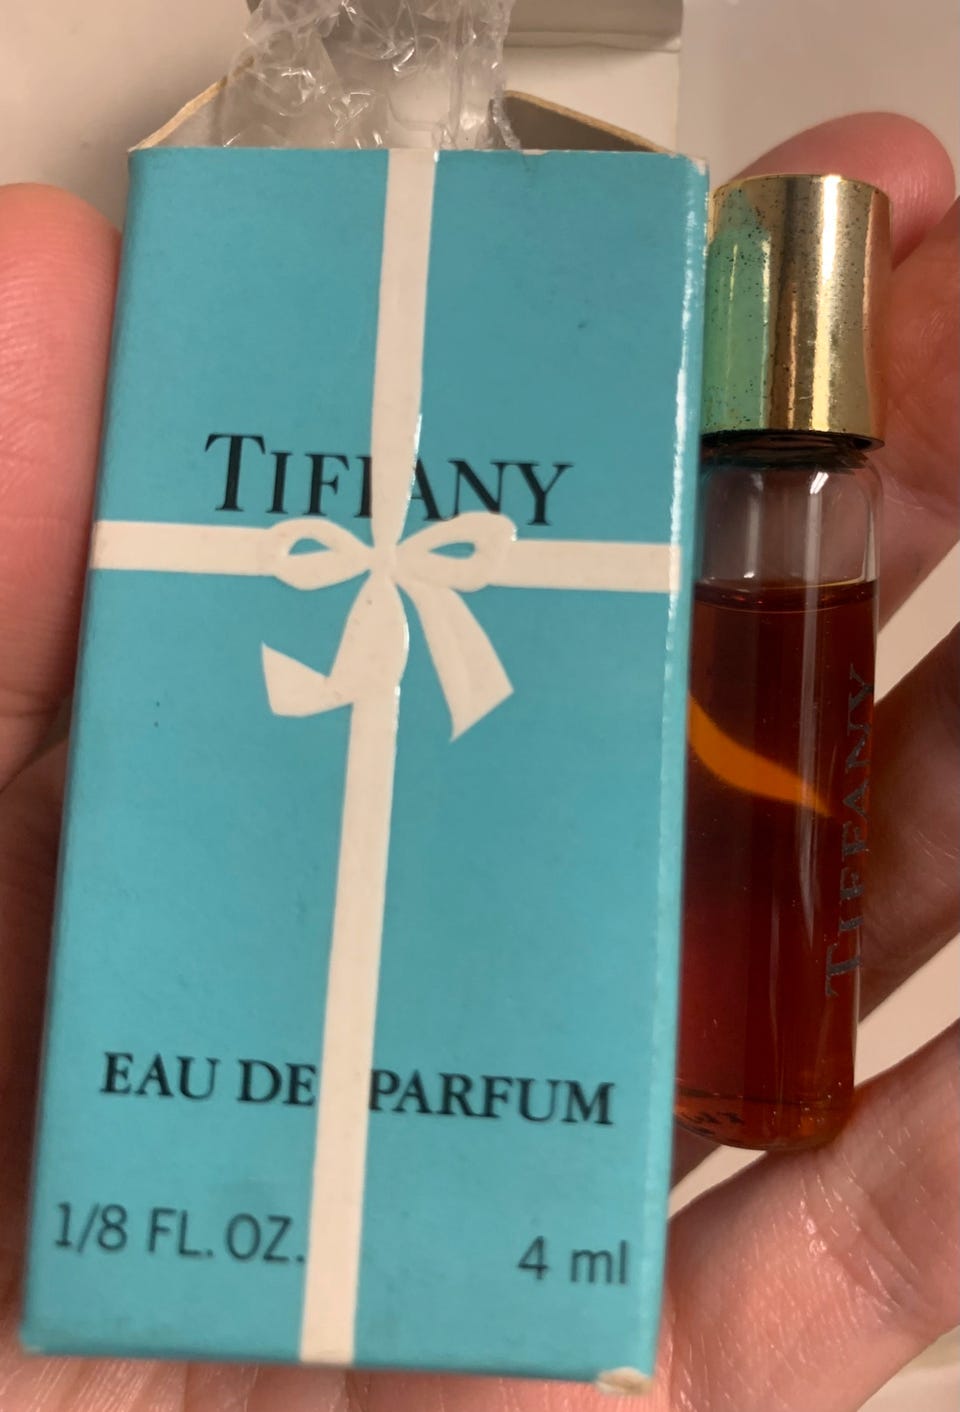 TIFFANY
EAU DE PARFUM
1/8 FL. OZ.
4 ml
TIFFANY